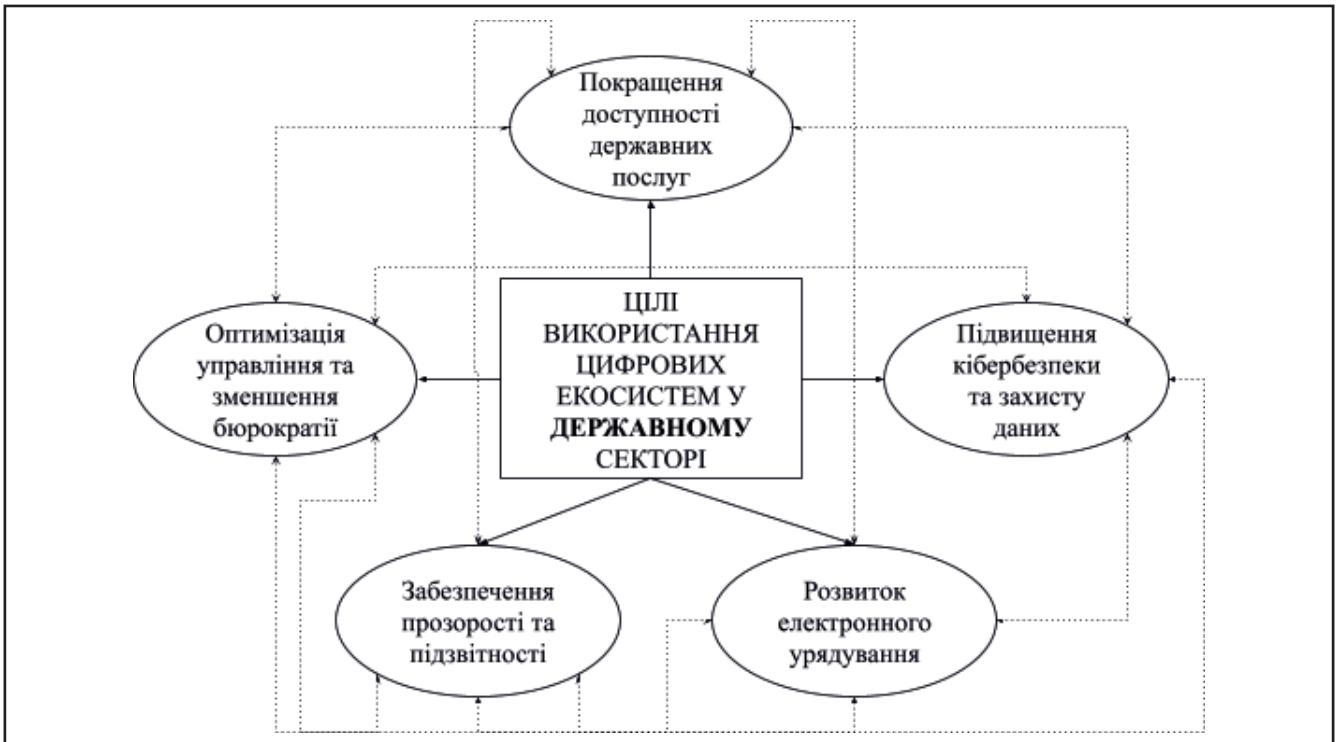 Покращення
доступності
державних
послуг
ЦІЛІ
ВИКОРИСТАННЯ
ЦИФРОВИХ
ЕКОСИСТЕМ У
ДЕРЖАВНОМУ
СЕКТОРІ
Оптимізація
управління та
зменшення
бюрократії
Підвищення
кібербезпеки
та захисту
даних
Забезпечення
прозорості та
підзвітності
Розвиток
електронного
урядування